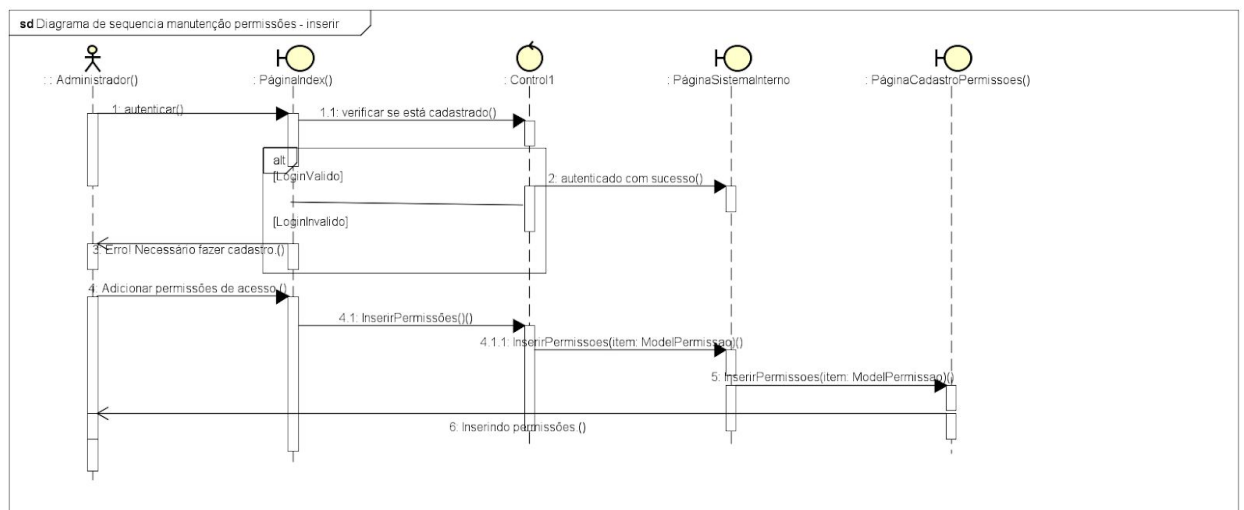 sd Diagrama de sequencia manutenção permissões - inserir
: : Administrador()
: PáginaIndex()
: Control1
: PáginaSistemaInterno
: PáginaCadastroPermissoes()
1: autenticar()
1.1: verificar se está cadastrado()
alt
[LoginValido]
2: autenticado com sucesso()
[LoginInvalido]
3: Erro! Necessário fazer cadastro.()
4: Adicionar permissões de acesso.()
4.1: InserirPermissões()()
4.1.1: InserirPermissoes(item: ModelPermissao)()
5: InserirPermissoes(item: ModelPermissao)()
6: Inserindo permissões.()